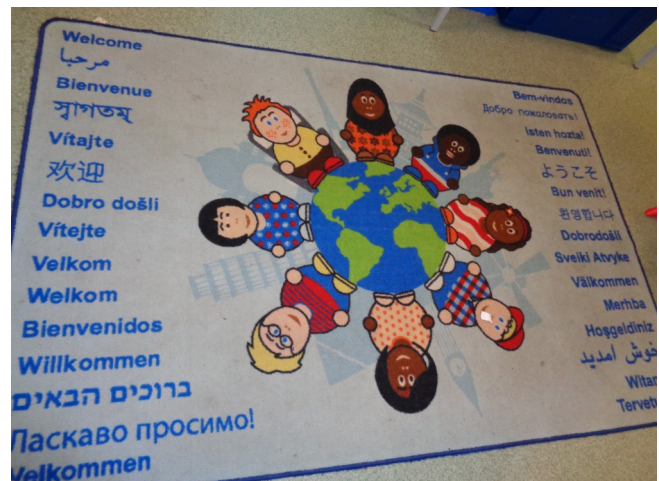 Welcome
مرحبا
Bienvenue
স্বাগতম্
Vítajte
欢迎
Dobro došli
Vítejte
Velkom
Welkom
Bienvenidos
Willkommen
ברוכים הבאים
Ласкаво просимо!
Velkommen
Bem-vindos
Добро пожаловать!
Isten hozta!
Benvenuti!
ようこそ
Bun venit!
환영합니다
Dobrodošli
Sveiki Atvykę
Välkommen
Merhba
Hoşgeldiniz
خوش آمدید
Witam